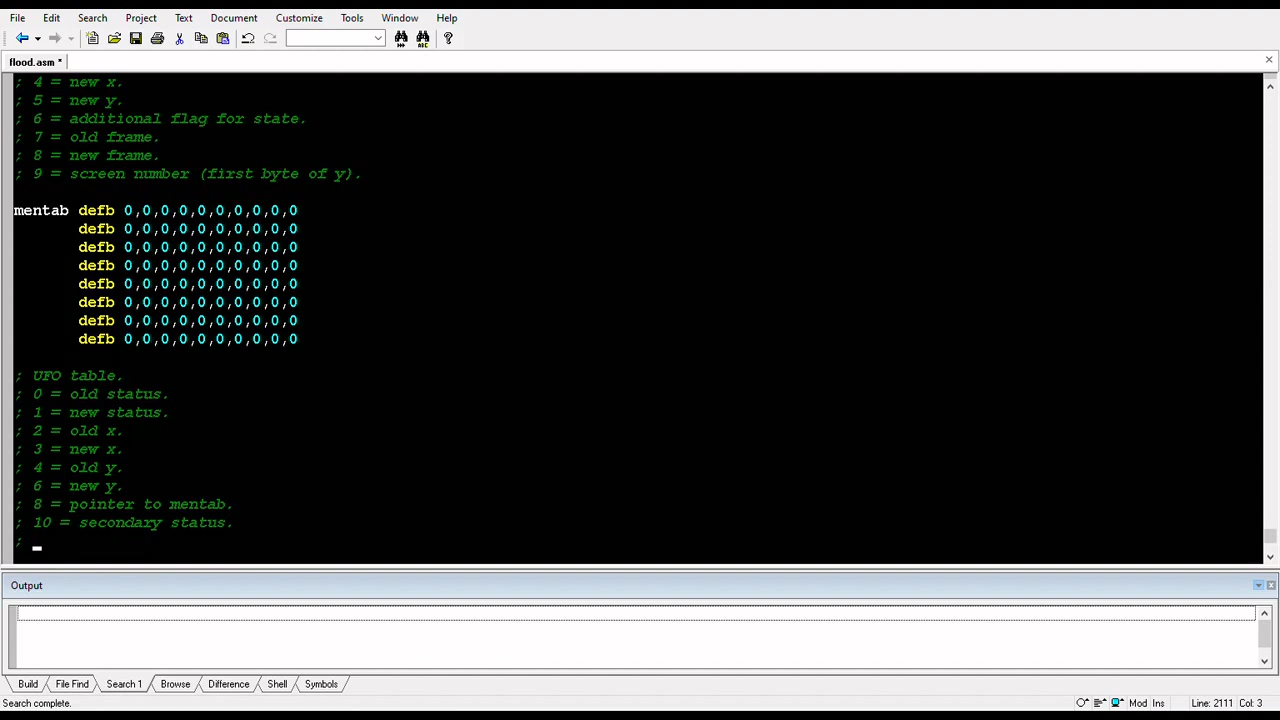 File Edit Search Project Text Document Customize Tools Window Help
flood.asm *
; 4 = new x.
; 5 = new y.
; 6 = additional flag for state.
; 7 = old frame.
; 8 = new frame.
; 9 = screen number (first byte of y).
mentab defb 0,0,0,0,0,0,0,0,0,0
defb 0,0,0,0,0,0,0,0,0,0
defb 0,0,0,0,0,0,0,0,0,0
defb 0,0,0,0,0,0,0,0,0,0
defb 0,0,0,0,0,0,0,0,0,0
defb 0,0,0,0,0,0,0,0,0,0
defb 0,0,0,0,0,0,0,0,0,0
defb 0,0,0,0,0,0,0,0,0,0
; UFO table.
; 0 = old status.
; 1 = new status.
; 2 = old x.
; 3 = new x.
; 4 = old y.
; 6 = new y.
; 8 = pointer to mentab.
; 10 = secondary status.
;
Output
Build File Find Search 1 Browse Difference Shell Symbols
Search complete. Mod Ins Line: 2111 Col: 3